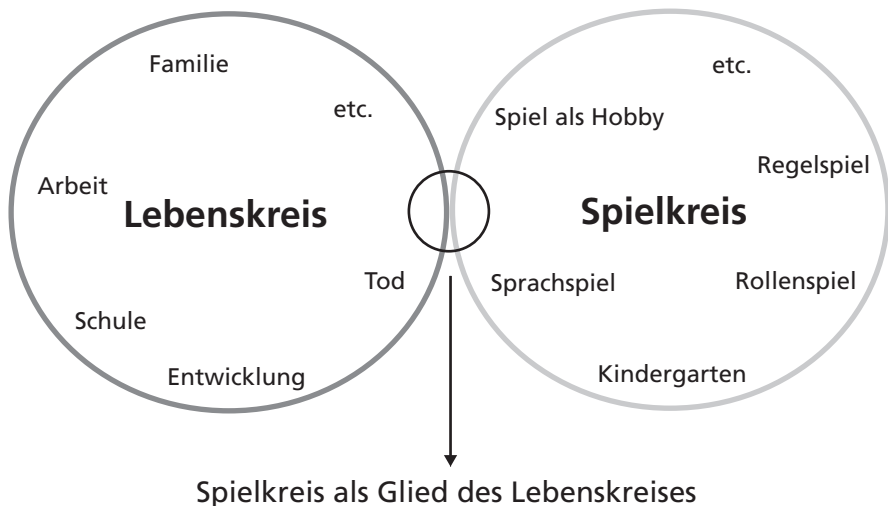 Familie
etc.
Arbeit
Lebenskreis
Tod
Schule
Entwicklung
etc.
Spiel als Hobby
Regelspiel
Spielkreis
Sprachspiel
Rollenspiel
Kindergarten
Spielkreis als Glied des Lebenskreises